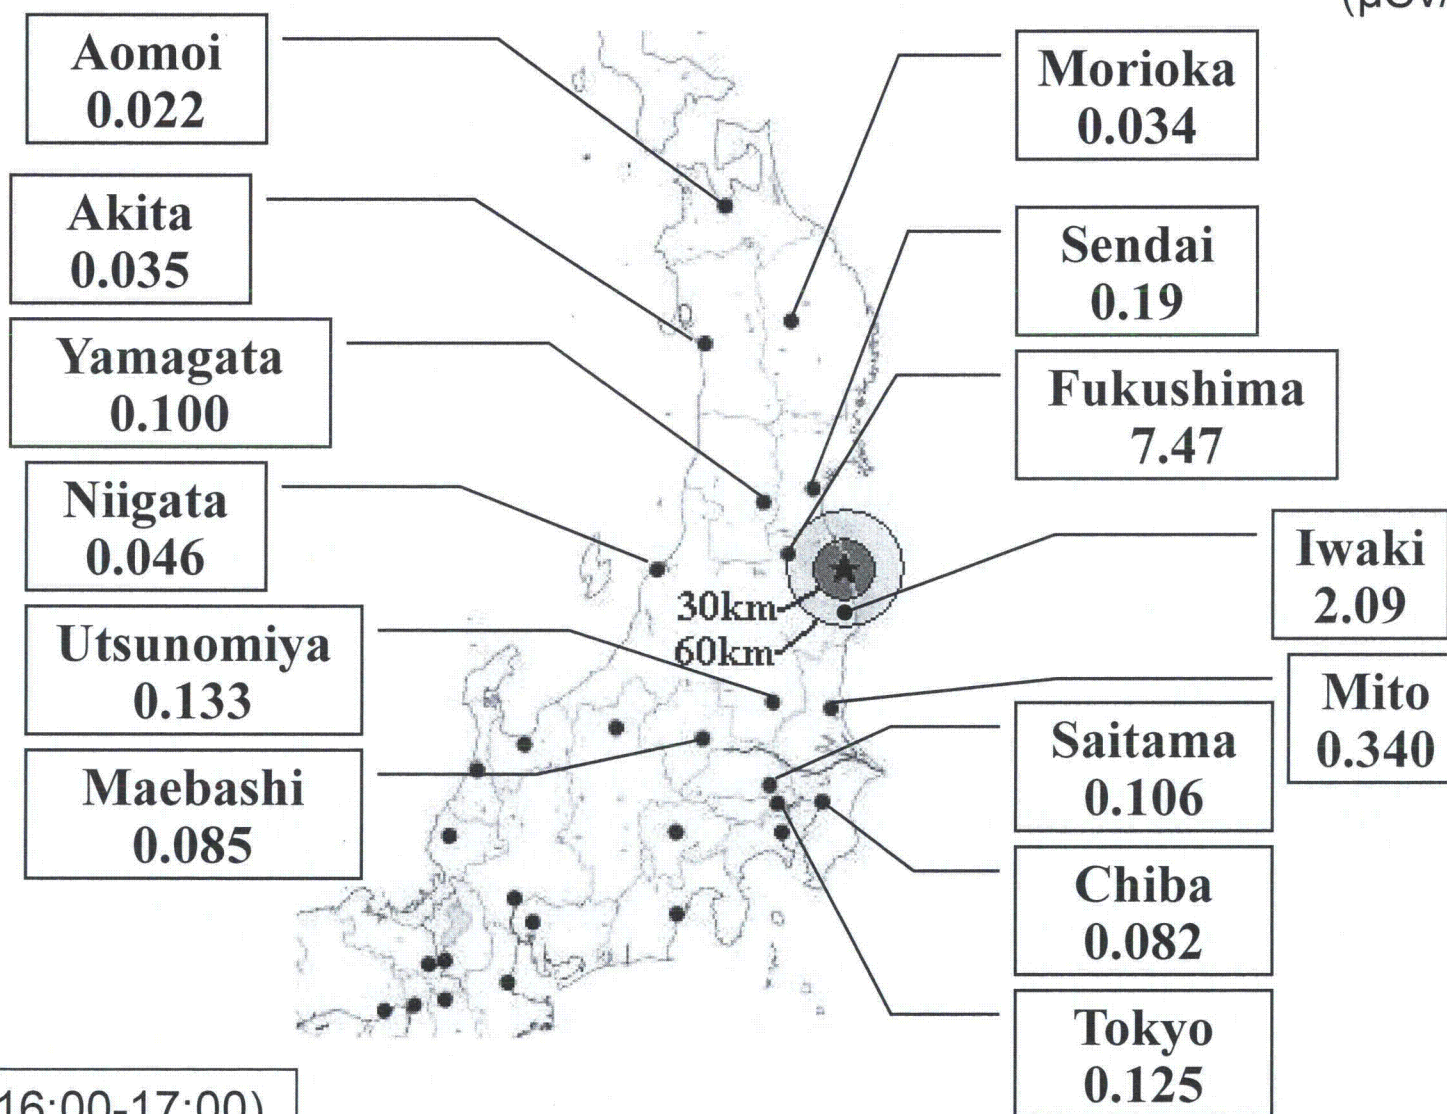 (μSv/
Aomoi
0.022
Morioka
0.034
Akita
0.035
Sendai
0.19
Yamagata
0.100
Fukushima
7.47
Niigata
0.046
Iwaki
2.09
30km
60km
Utsunomiya
0.133
Mito
0.340
Saitama
0.106
Maebashi
0.085
Chiba
0.082
Tokyo
0.125
16:00-17:00)